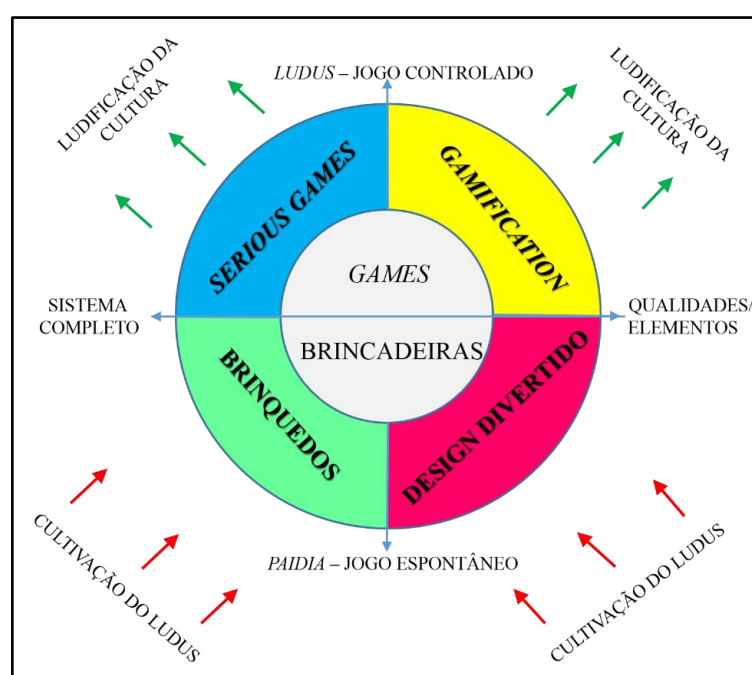 LUDUS – JOGO CONTROLADO
LUDIFICAÇÃO DA
CULTURA
LUDIFICAÇÃO DA
CULTURA
SERIOUS GAMES
GAMIFICATION
GAMES
SISTEMA
COMPLETO
QUALIDADES/
ELEMENTOS
BRINCADEIRAS
BRINQUEDOS
DESIGN DIVERTIDO
PAIDIA – JOGO ESPONTÂNEO
CULTIVAÇÃO DO LUDUS
CULTIVAÇÃO DO LUDUS